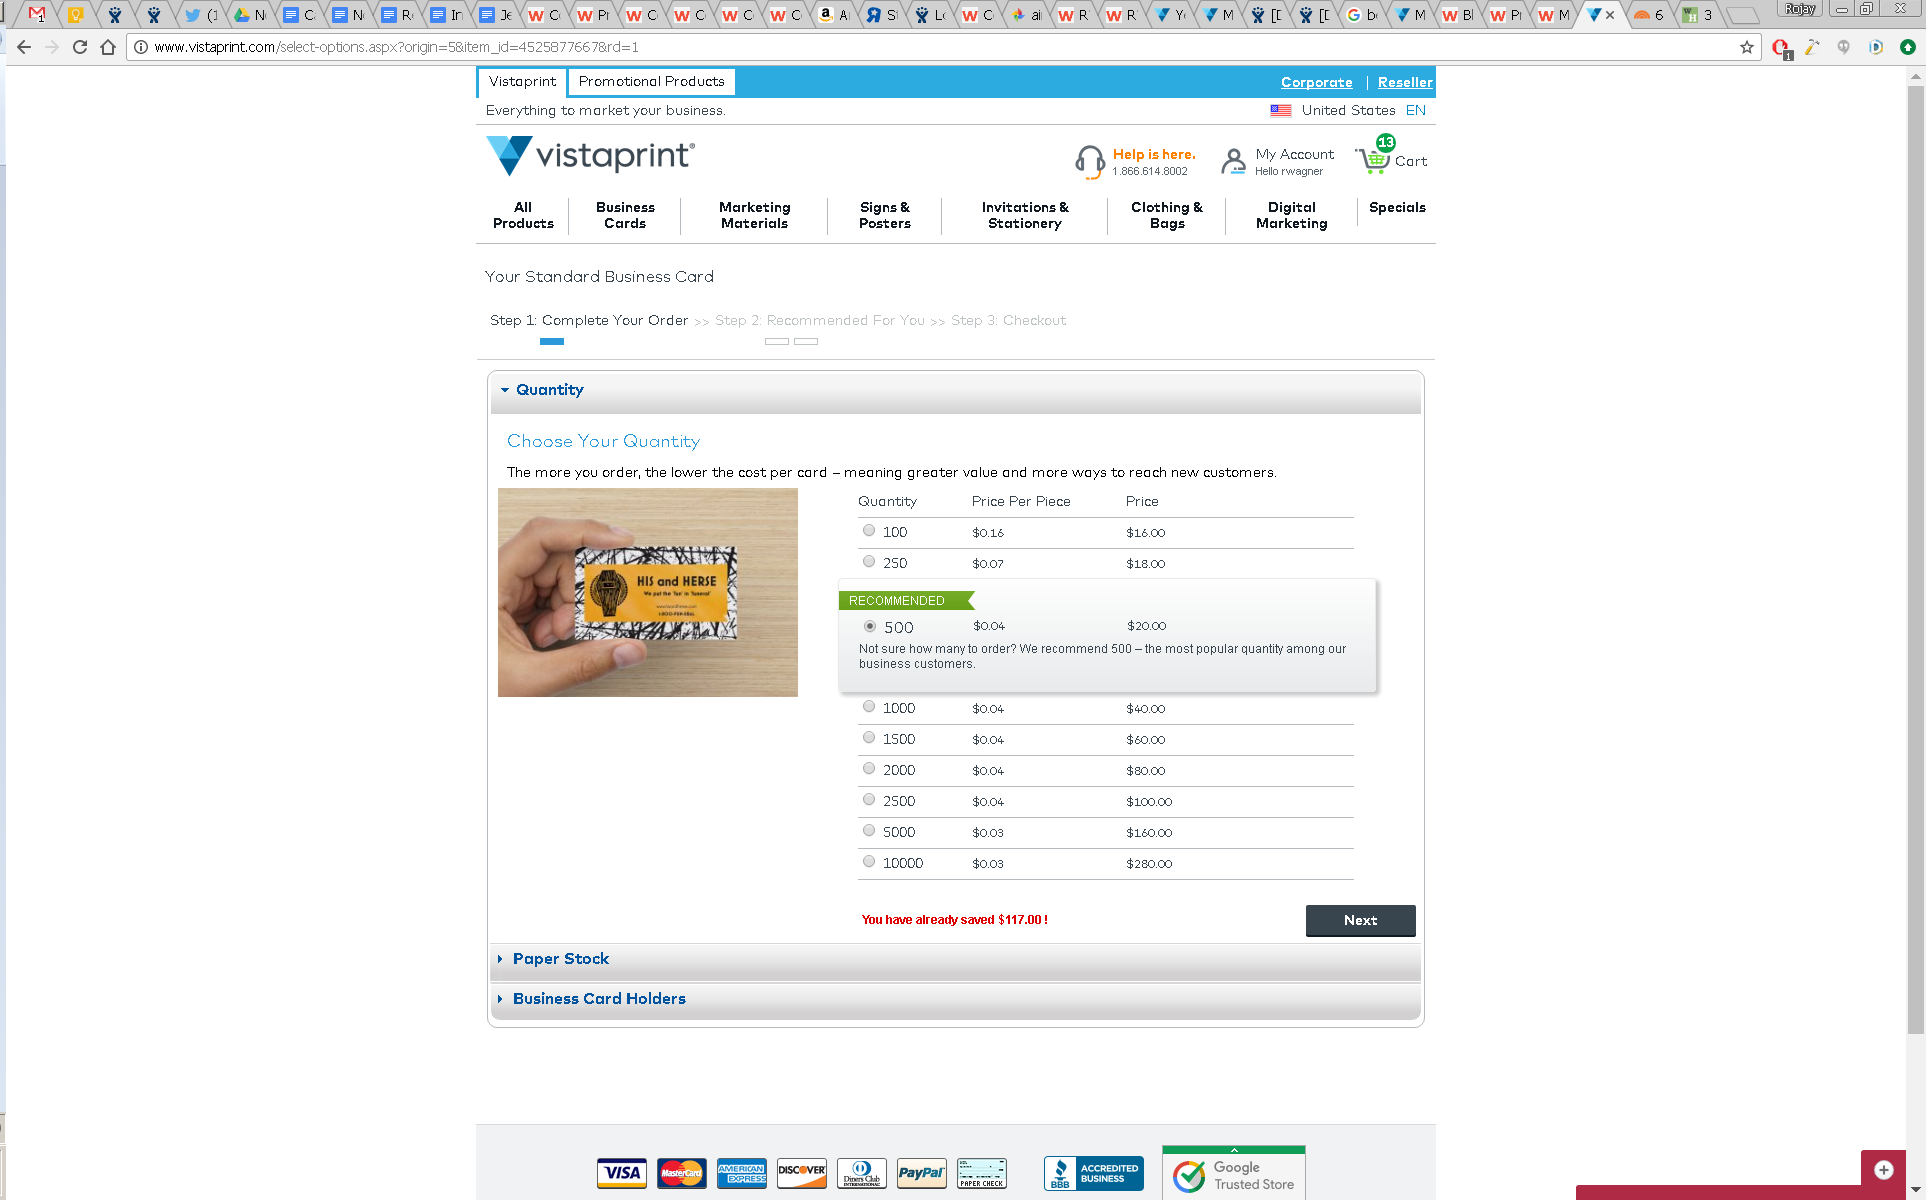 Rojay
www.vistaprint.com/select-options.aspx?origin=5&item_id=4525877667&rd=1
Vistaprint
Promotional Products
Corporate | Reseller
Everything to market your business.
United States EN
vistaprint®
Help is here.
1.866.614.8002
My Account
Hello rwagner
13
Cart
All Products
Business Cards
Marketing Materials
Signs & Posters
Invitations & Stationery
Clothing & Bags
Digital Marketing
Specials
Your Standard Business Card
Step 1: Complete Your Order >> Step 2: Recommended For You >> Step 3: Checkout
Quantity
Choose Your Quantity
The more you order, the lower the cost per card – meaning greater value and more ways to reach new customers.
HIS and HERSE
We put the 'fun' in 'funeral'
Quantity Price Per Piece Price
100 $0.16 $16.00
250 $0.07 $18.00
RECOMMENDED
500 $0.04 $20.00
Not sure how many to order? We recommend 500 – the most popular quantity among our
business customers.
1000 $0.04 $40.00
1500 $0.04 $60.00
2000 $0.04 $80.00
2500 $0.04 $100.00
5000 $0.03 $160.00
10000 $0.03 $280.00
You have already saved $117.00 !
Next
Paper Stock
Business Card Holders
VISA
MasterCard
AMERICAN EXPRESS
DISCOVER
Diners Club INTERNATIONAL
PayPal
PAPER CHECK
BBB
ACCREDITED BUSINESS
Google
Trusted Store